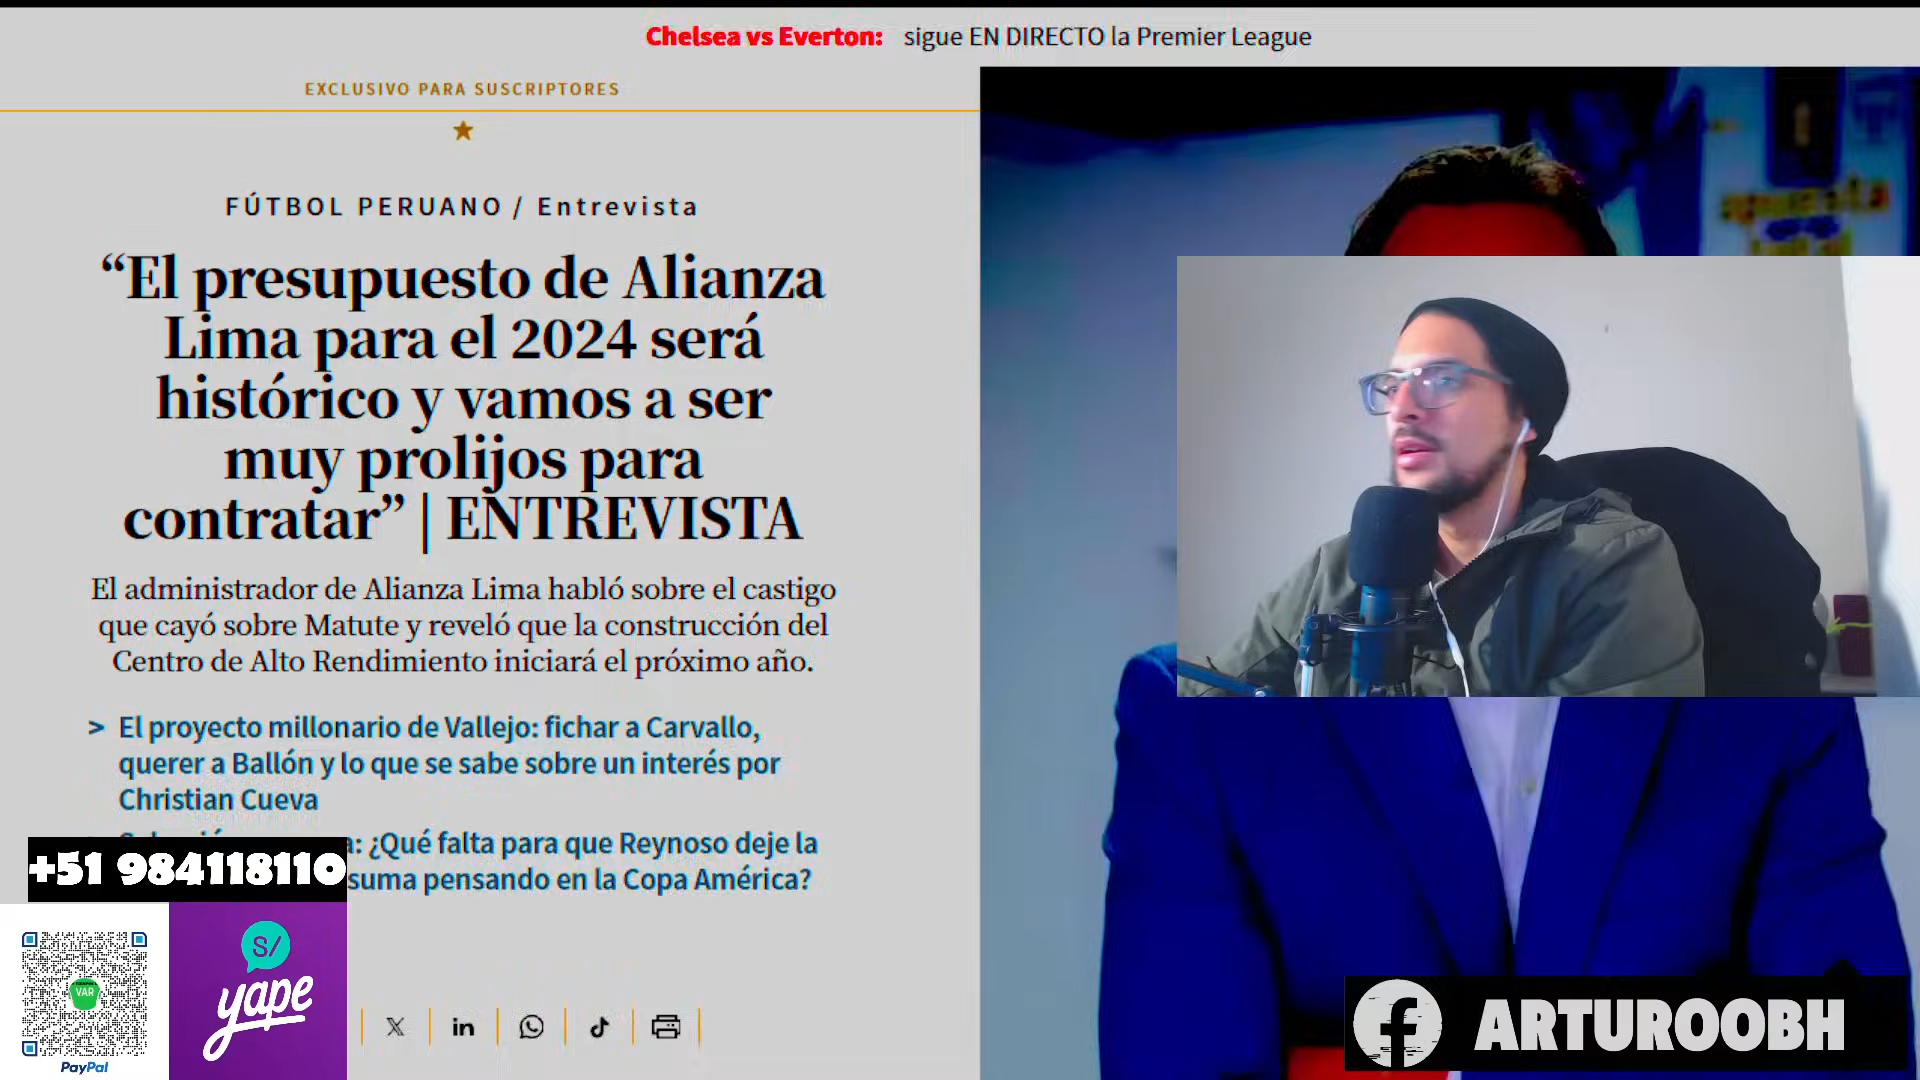 Chelsea vs Everton: sigue EN DIRECTO la Premier League
EXCLUSIVO PARA SUSCRIPTORES
FÚTBOL PERUANO / Entrevista
“El presupuesto de Alianza
Lima para el 2024 será
histórico y vamos a ser
muy prolijos para
contratar” | ENTREVISTA
El administrador de Alianza Lima habló sobre el castigo
que cayó sobre Matute y reveló que la construcción del
Centro de Alto Rendimiento iniciará el próximo año.
> El proyecto millonario de Vallejo: fichar a Carvallo,
querer a Ballón y lo que se sabe sobre un interés por
Christian Cueva
a: ¿Qué falta para que Reynoso deje la
suma pensando en la Copa América?
+51 984118110
VAR
PayPal
S/
yape
X
in
f ARTUROOBH